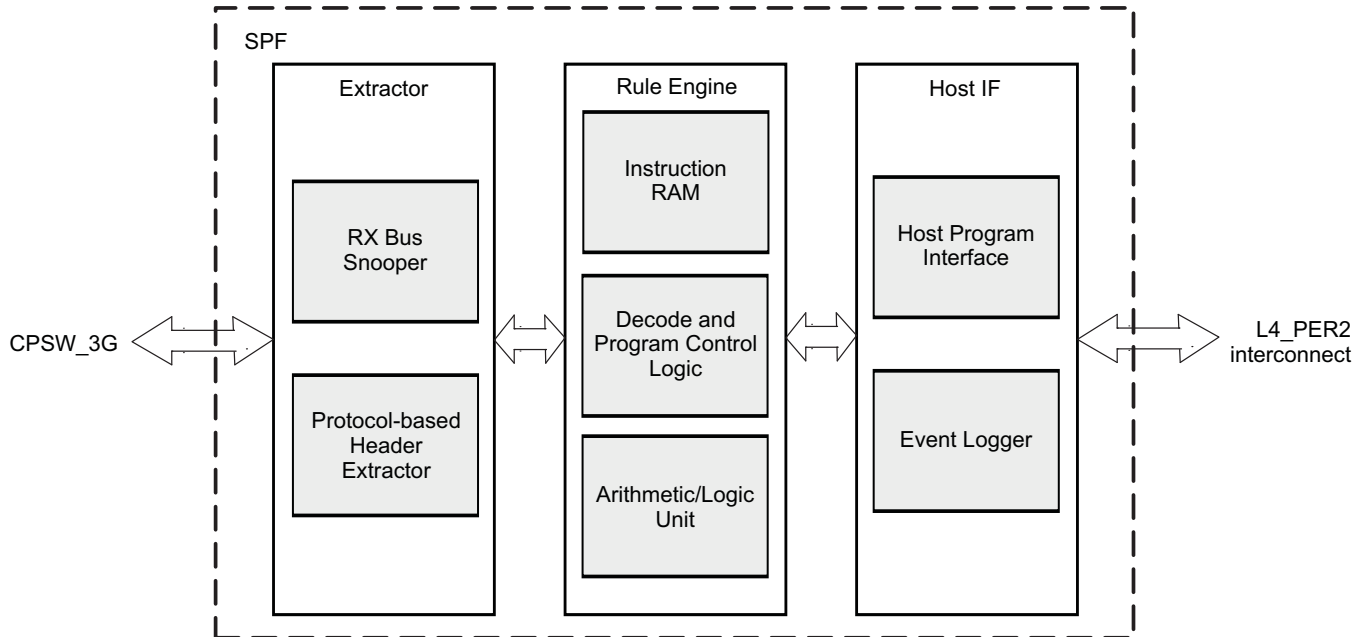 SPF
Extractor
RX Bus
Snooper
Protocol-based
Header
Extractor
Rule Engine
Instruction
RAM
Decode and
Program Control
Logic
Arithmetic/Logic
Unit
Host IF
Host Program
Interface
Event Logger
CPSW_3G
L4_PER2
interconnect